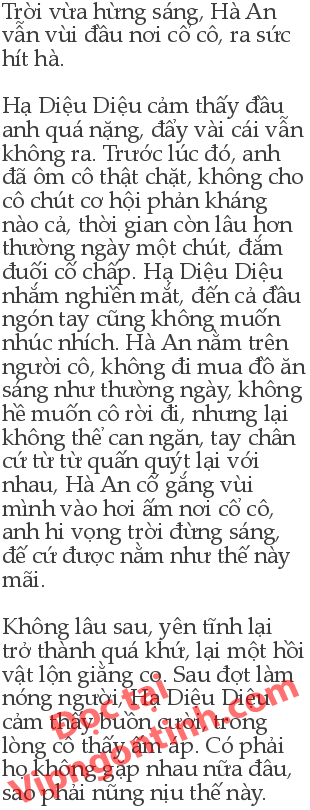 Trời vừa hừng sáng, Hà An
vẫn vùi đầu nơi cổ cô, ra sức
hít hà.
Hạ Diệu Diệu cảm thấy đầu
anh quá nặng, đẩy vài cái vẫn
không ra. Trước lúc đó, anh
đã ôm cô thật chặt, không cho
cô chút cơ hội phản kháng
nào cả, thời gian còn lâu hơn
thường ngày một chút, đắm
đuối cố chấp. Hạ Diệu Diệu
nhắm nghiền mắt, đến cả đầu
ngón tay cũng không muốn
nhúc nhích. Hà An nằm trên
người cô, không đi mua đồ ăn
sáng như thường ngày, không
hề muốn cô rời đi, nhưng lại
không thể can ngăn, tay chân
cứ từ từ quấn quýt lại với
nhau, Hà An cố gắng vùi
mình vào hơi ấm nơi cổ cô,
anh hi vọng trời đừng sáng,
để cứ được nằm như thế này
mãi.
Không lâu sau, yên tĩnh lại
trở thành quá khứ, lại một hồi
vật lộn giằng co. Sau đợt làm
nóng người, Hạ Diệu Diệu
cảm thấy buồn cười, trong
lòng cô thấy ấm áp. Có phải
họ không gặp nhau nữa đâu,
sao phải nũng nịu thế này.
Đọc tại
Vipngontinh.com